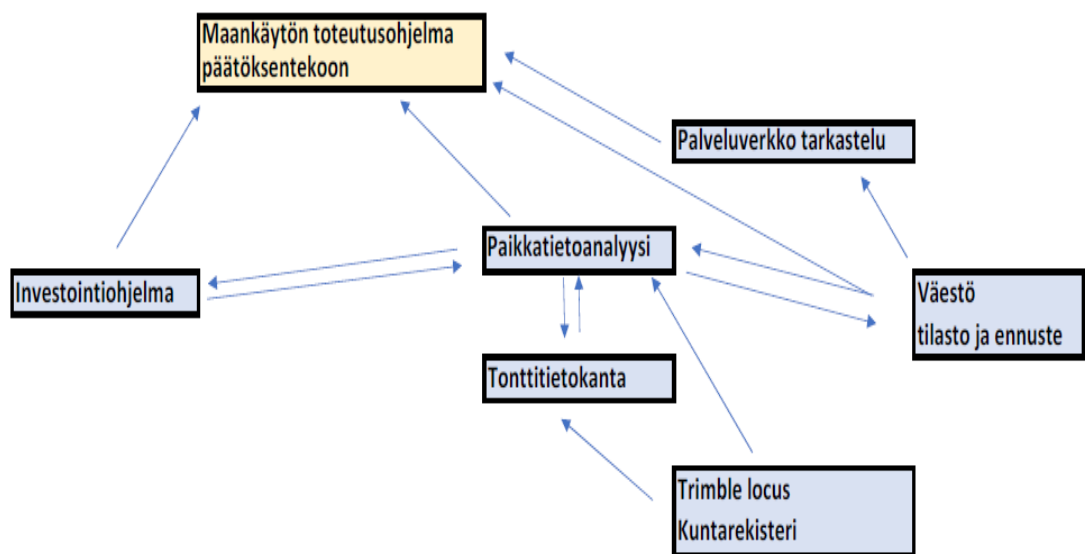 Maankäytön toteutusohjelma
päätöksentekoon
Palveluverkko tarkastelu
Paikkatietoanalyysi
Investointiohjelma
Väestö
tilasto ja ennuste
Tonttitietokanta
Trimble locus
Kuntarekisteri